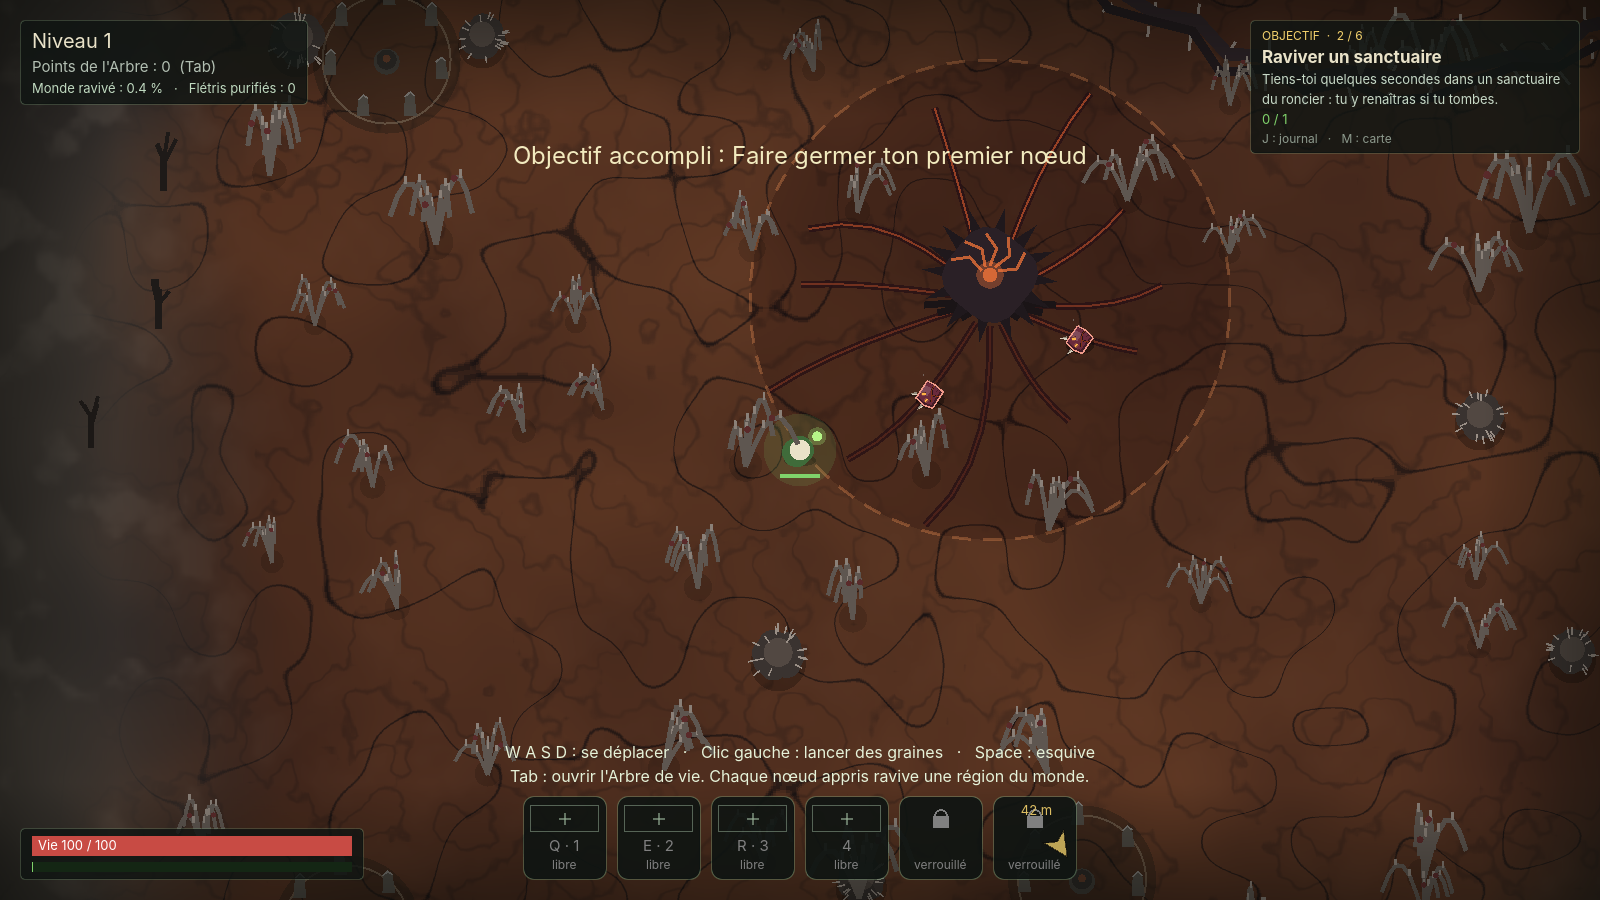 Niveau 1
Points de l'Arbre : 0 (Tab)
Monde ravivé : 0.4 % · Flétris purifiés : 0
OBJECTIF · 2 / 6
Raviver un sanctuaire
Tiens-toi quelques secondes dans un sanctuaire
du roncier : tu y renaîtras si tu tombes.
0 / 1
J : journal · M : carte
Objectif accompli : Faire germer ton premier nœud
W A S D : se déplacer · Clic gauche : lancer des graines · Space : esquive
Tab : ouvrir l'Arbre de vie. Chaque nœud appris ravive une région du monde.
42 m
Q · 1
libre
E · 2
libre
R · 3
libre
4
libre
verrouillé
verrouillé
Vie 100 / 100